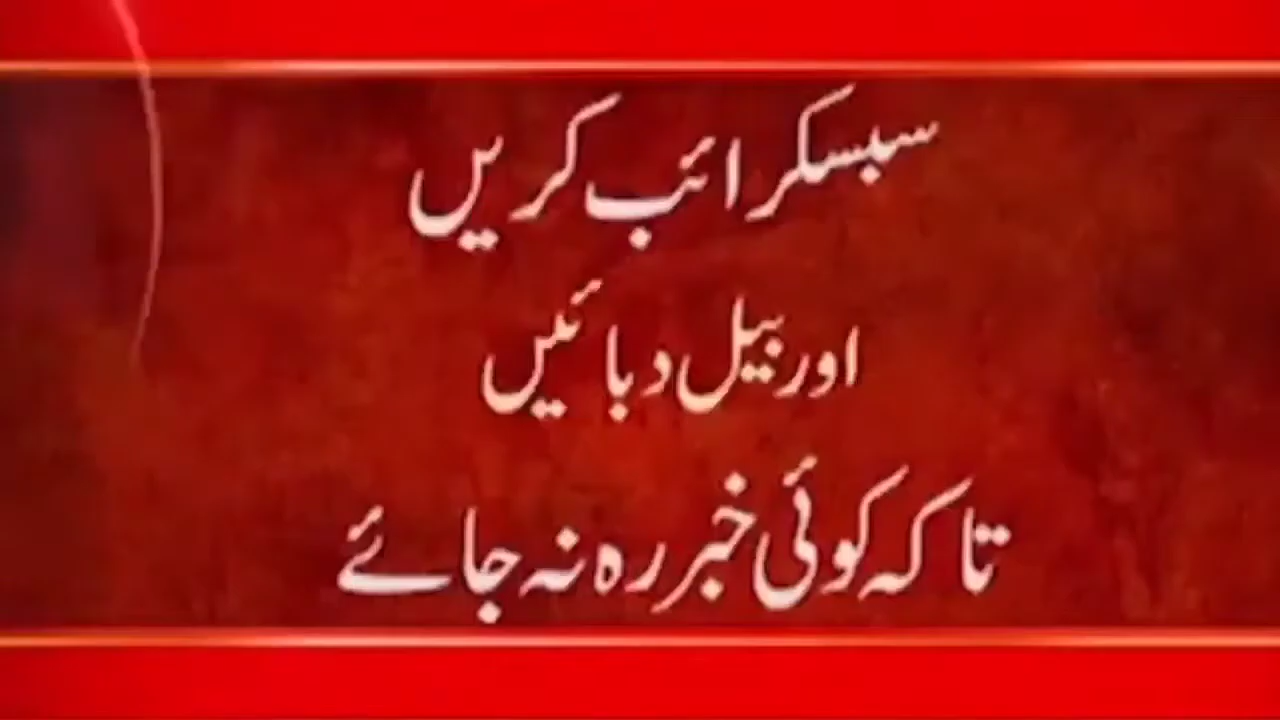 سبسکرائب کریں
اور بیل دبائیں
تاکہ کوئی خبر رہ نہ جائے